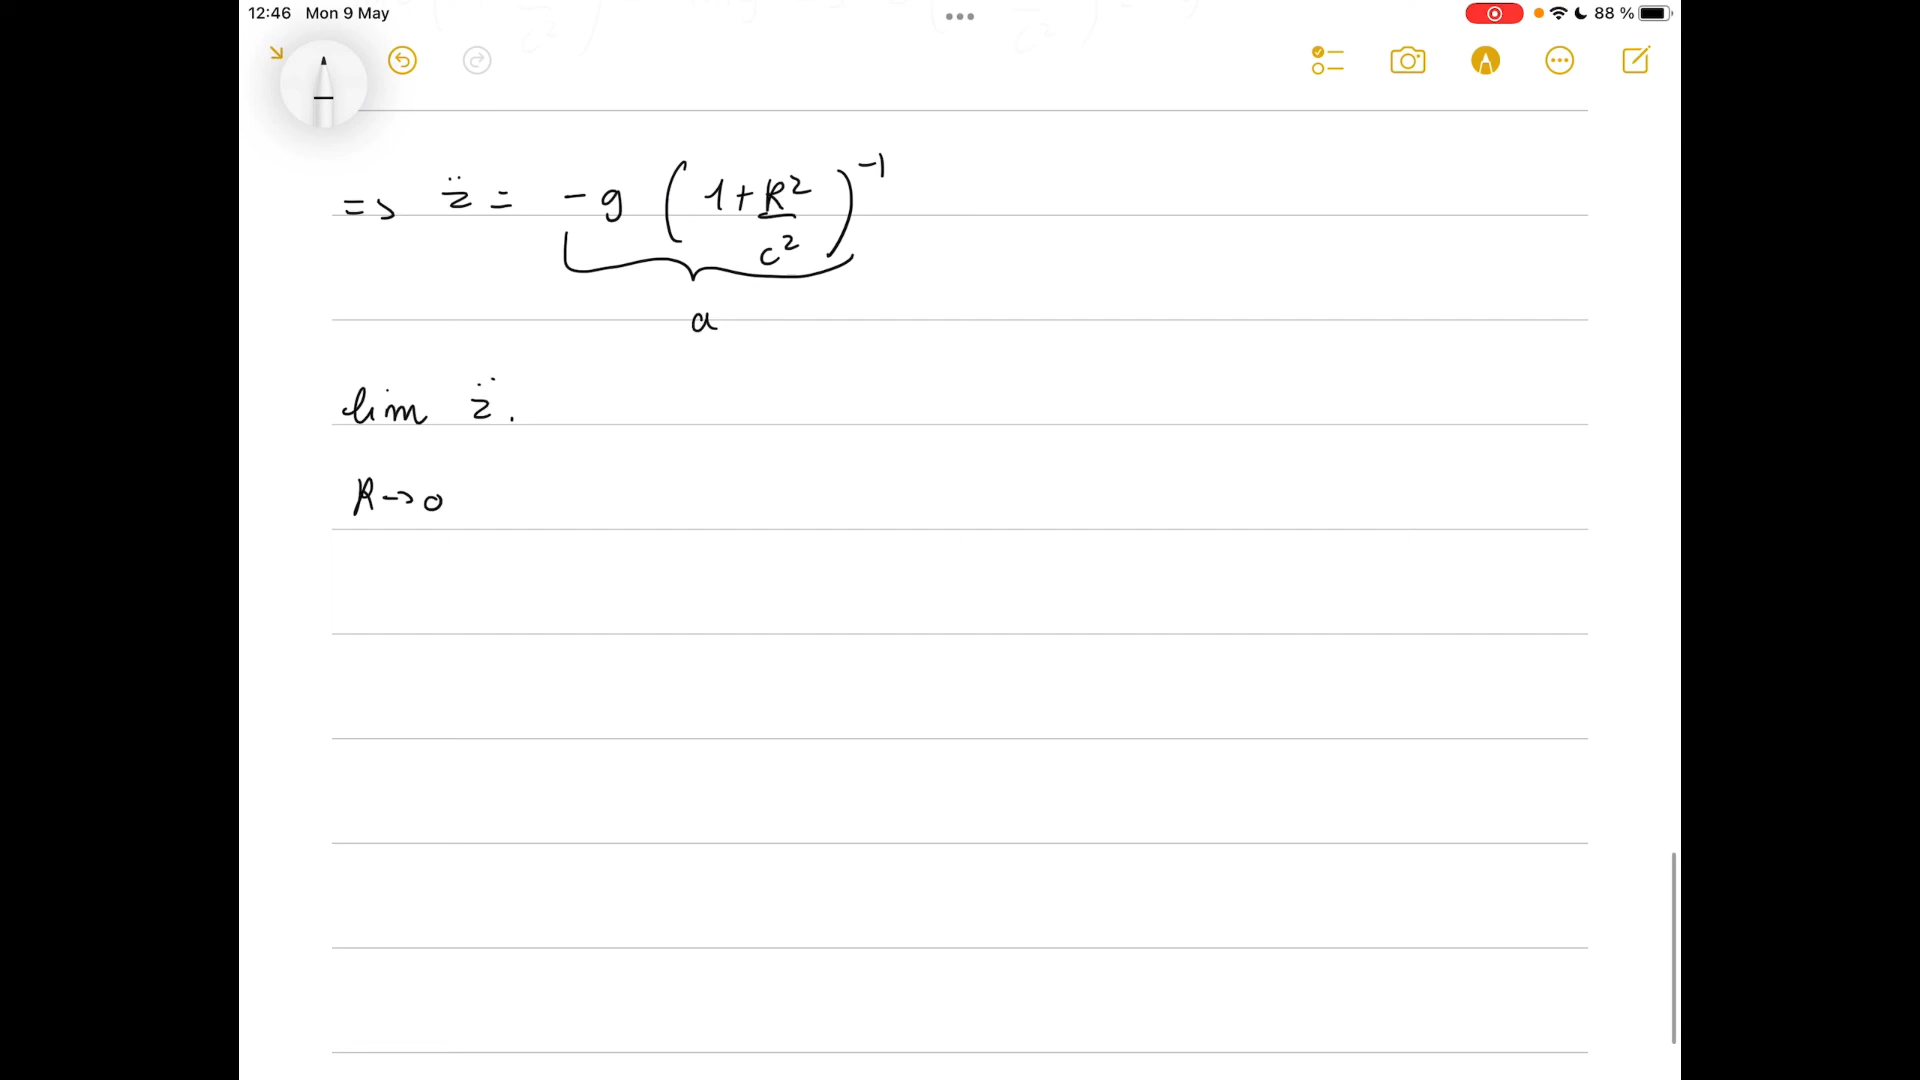 12:46 Mon 9 May 88 %
=> z̈ = -g (1 + R²/c²)⁻¹
a
lim z̈.
R→0